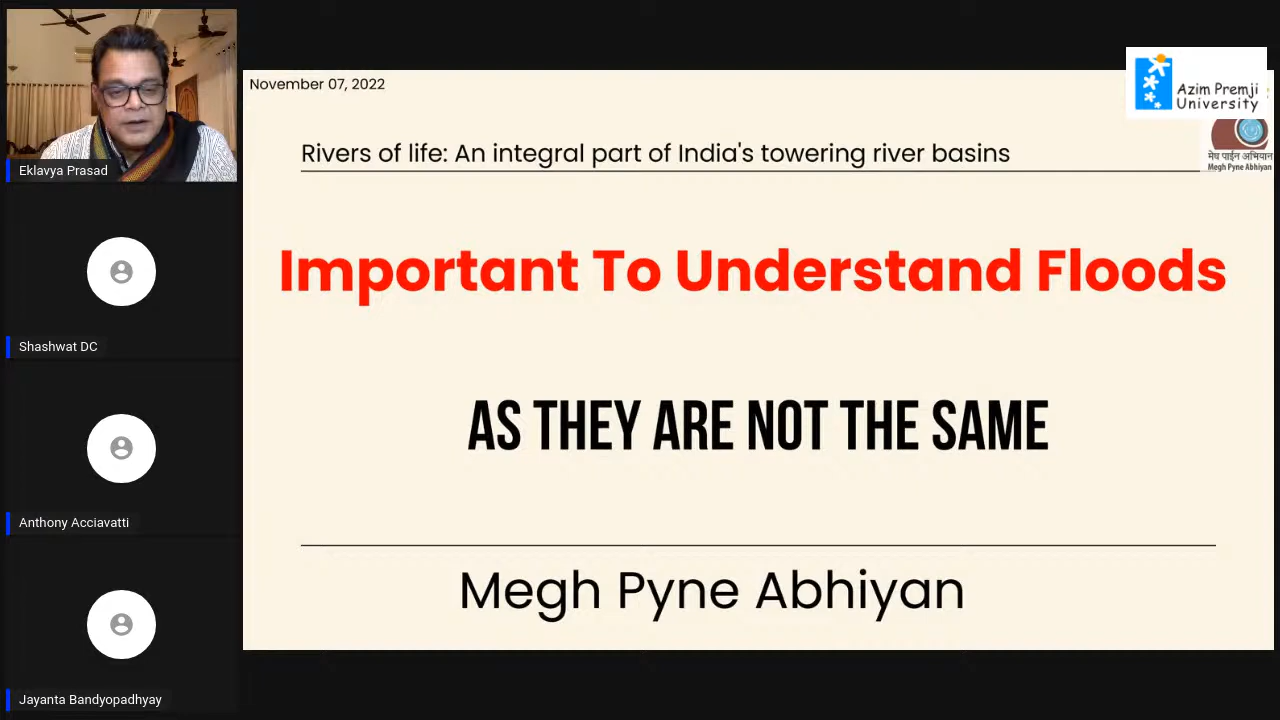 November 07, 2022
Azim Premji
University
Rivers of life: An integral part of India's towering river basins
मेघ पाईन अभियान
Megh Pyne Abhiyan
Important To Understand Floods
AS THEY ARE NOT THE SAME
Megh Pyne Abhiyan
Eklavya Prasad
Shashwat DC
Anthony Acciavatti
Jayanta Bandyopadhyay